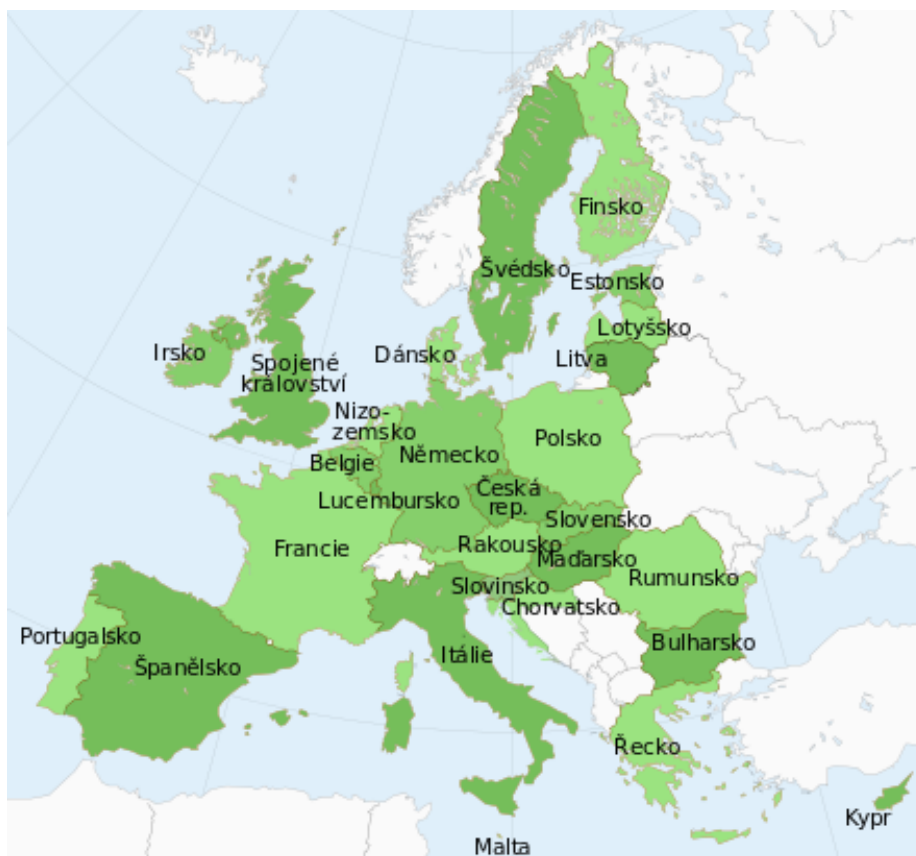 Finsko
Švédsko
Estonsko
Lotyšsko
Litva
Irsko
Spojené
království
Dánsko
Nizo-
zemsko
Belgie
Německo
Polsko
Lucembursko
Česká
rep.
Slovensko
Francie
Rakousko
Maďarsko
Rumunsko
Slovinsko
Chorvatsko
Portugalsko
Španělsko
Itálie
Bulharsko
Řecko
Kypr
Malta